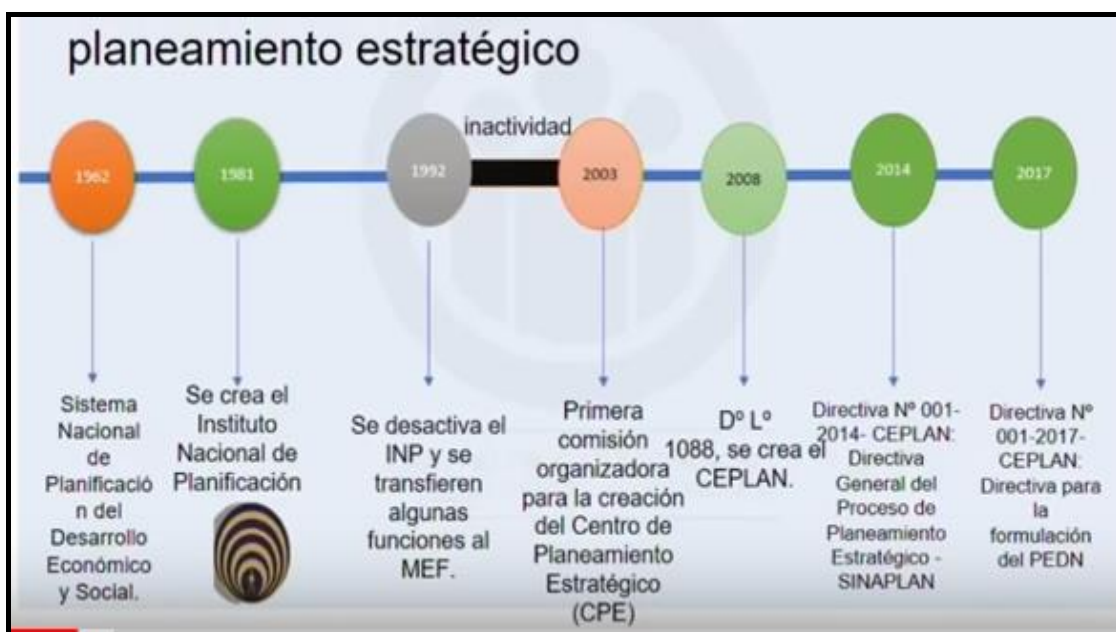 planeamiento estratégico
inactividad
1962
1981
1992
2003
2008
2014
2017
Sistema
Nacional
de
Planificació
n del
Desarrollo
Económico
y Social.
Se crea el
Instituto
Nacional de
Planificación
Se desactiva el
INP y se
transfieren
algunas
funciones al
MEF.
Primera
comisión
organizadora
para la creación
del Centro de
Planeamiento
Estratégico
(CPE)
Dº Lº
1088, se crea el
CEPLAN.
Directiva Nº 001-
2014- CEPLAN:
Directiva
General del
Proceso de
Planeamiento
Estratégico -
SINAPLAN
Directiva Nº
001-2017-
CEPLAN:
Directiva para
la
formulación
del PEDN